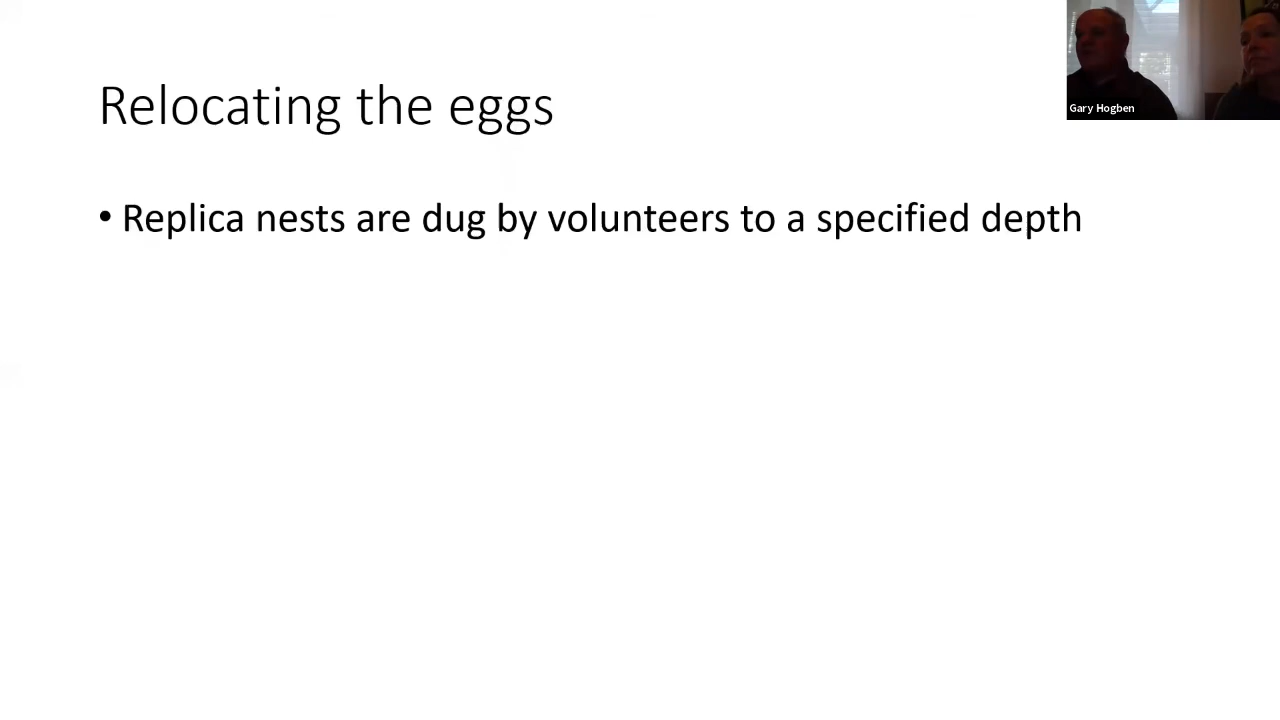 Relocating the eggs
• Replica nests are dug by volunteers to a specified depth
Gary Hogben